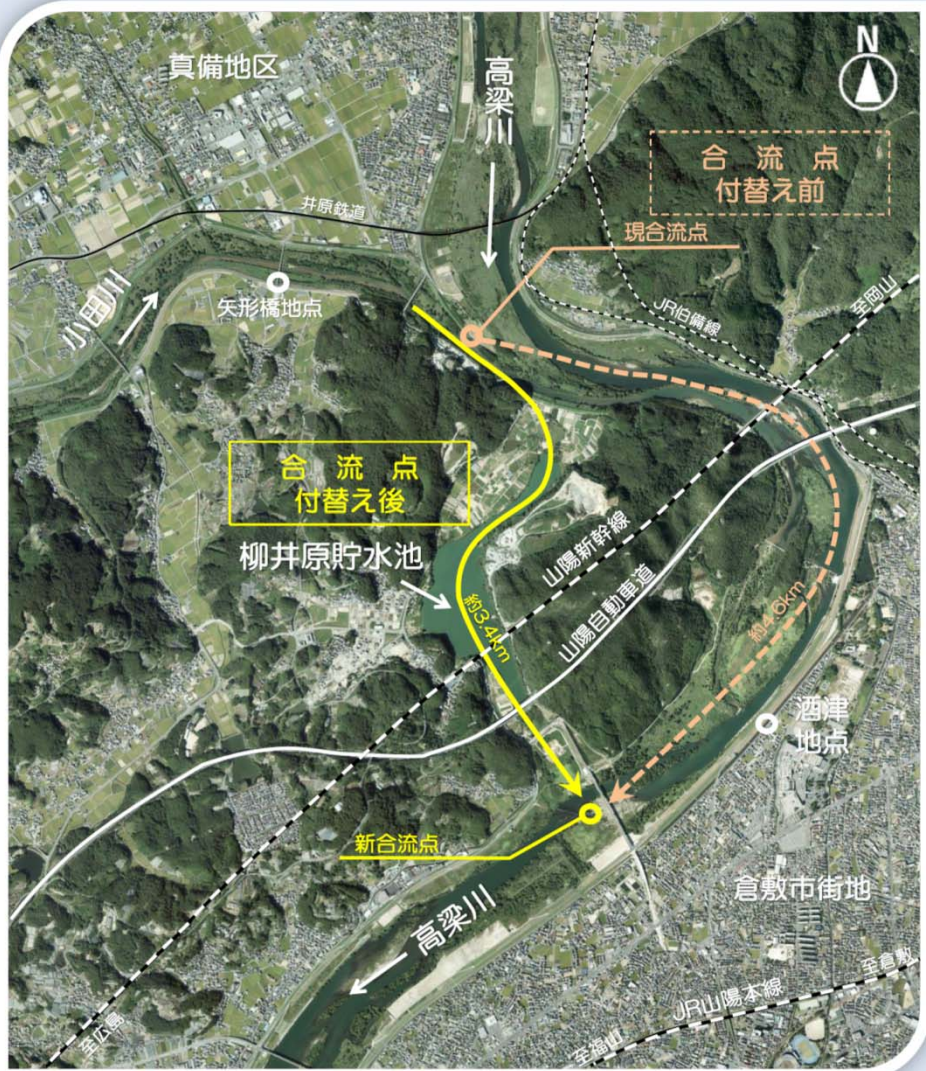 真備地区
高梁川
N
合流点
付替え前
井原鉄道
現合流点
小田川
矢形橋地点
JR伯備線
至岡山
合流点
付替え後
柳井原貯水池
山陽新幹線
山陽自動車道
約3.4km
約4.6km
酒津
地点
新合流点
倉敷市街地
高梁川
至倉敷
JR山陽本線
至広島
至福山